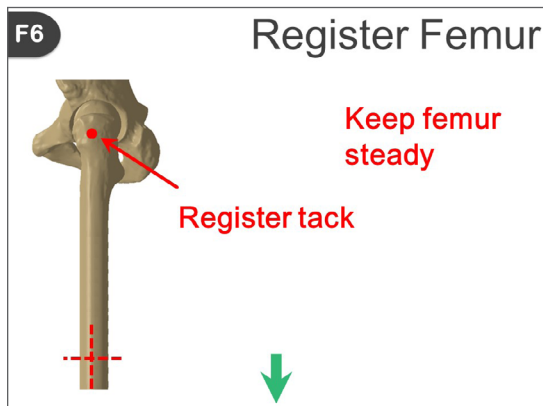 F6
Register Femur
Keep femur
steady
Register tack